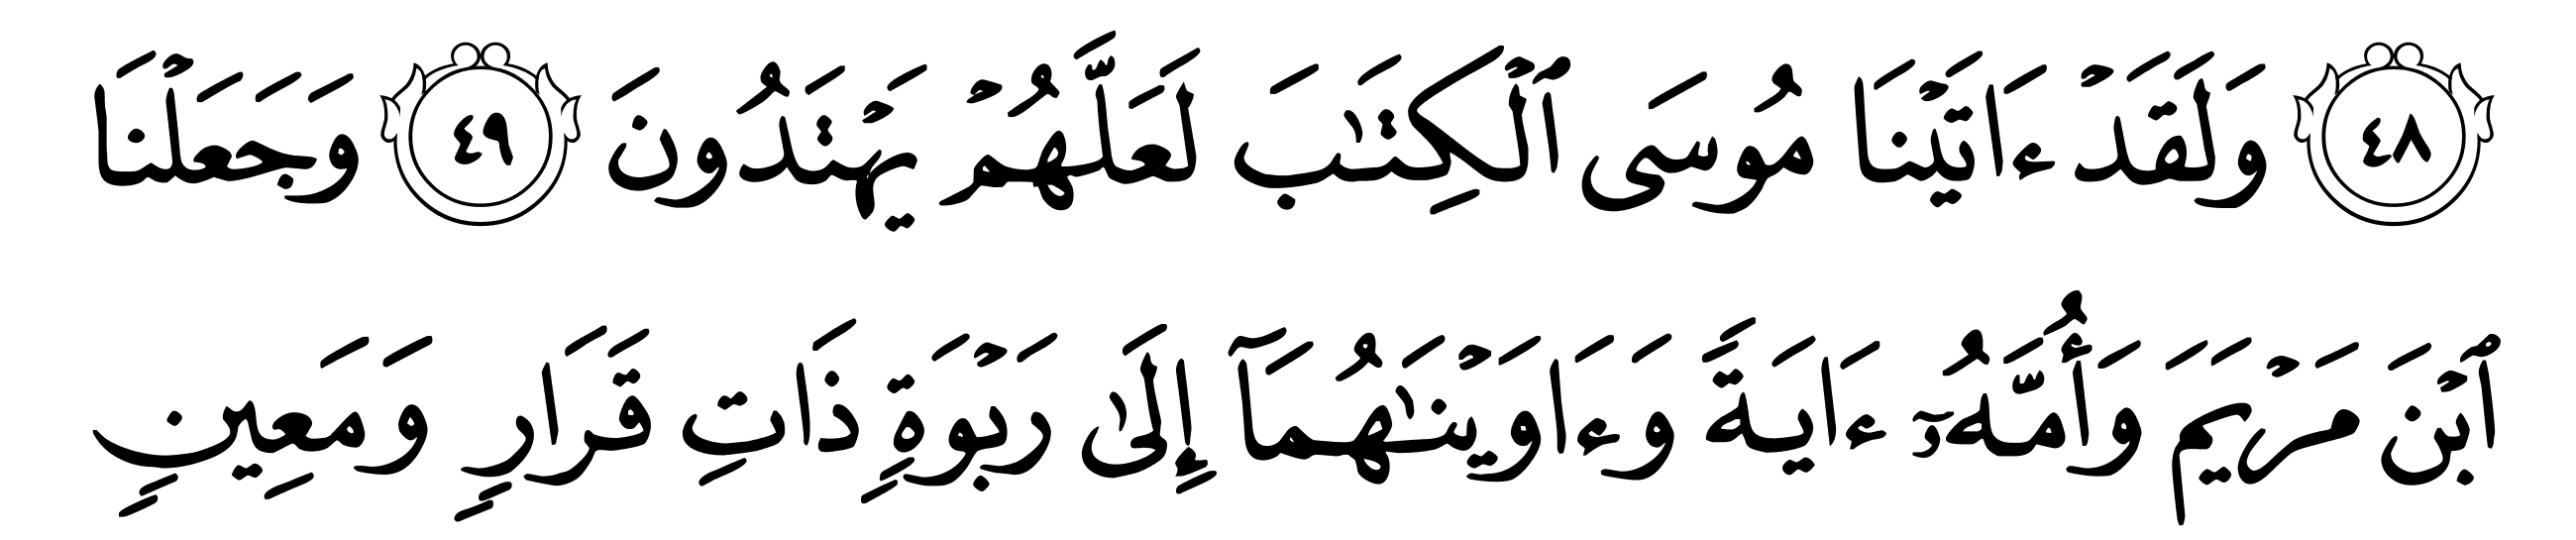 ٤٨ وَلَقَدۡ ءَاتَيۡنَا مُوسَى ٱلۡكِتَٰبَ لَعَلَّهُمۡ يَهۡتَدُونَ ٤٩ وَجَعَلۡنَا
ٱبۡنَ مَرۡيَمَ وَأُمَّهُۥٓ ءَايَةٗ وَءَاوَيۡنَٰهُمَآ إِلَىٰ رَبۡوَةٖ ذَاتِ قَرَارٖ وَمَعِينٖ